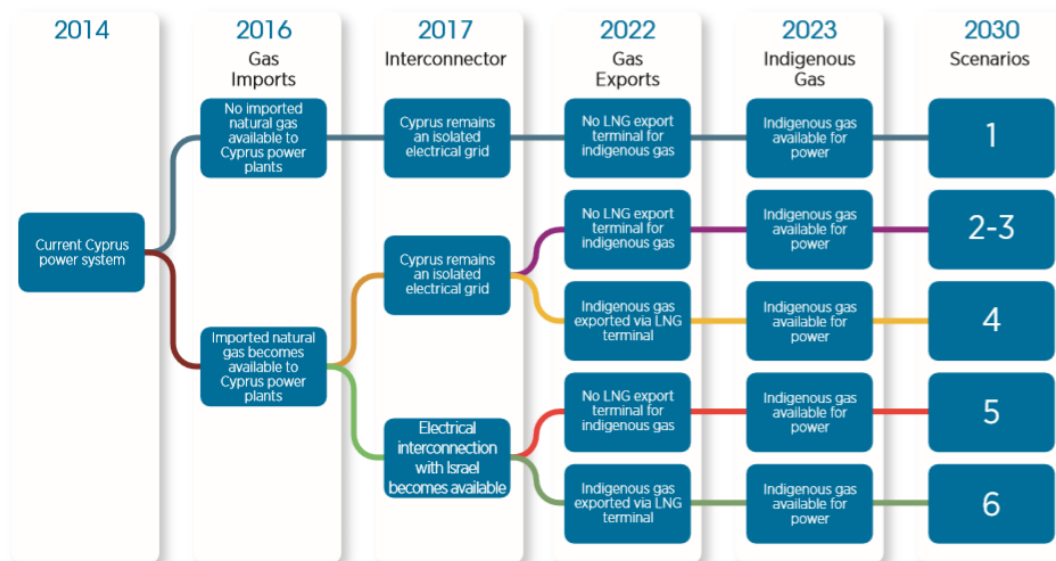 2014
2016
2017
2022
2023
2030
Gas
Imports
Interconnector
Gas
Exports
Indigenous
Gas
Scenarios
No imported
natural gas
available to
Cyprus power
plants
Cyprus remains
an isolated
electrical grid
No LNG export
terminal for
indigenous gas
Indigenous gas
available for
power
1
Current Cyprus
power system
Cyprus remains
an isolated
electrical grid
No LNG export
terminal for
indigenous gas
Indigenous gas
available for
power
2-3
Indigenous gas
exported via LNG
terminal
Indigenous gas
available for
power
4
Imported natural
gas becomes
available to
Cyprus power
plants
Electrical
interconnection
with Israel
becomes available
No LNG export
terminal for
indigenous gas
Indigenous gas
available for
power
5
Indigenous gas
exported via LNG
terminal
Indigenous gas
available for
power
6